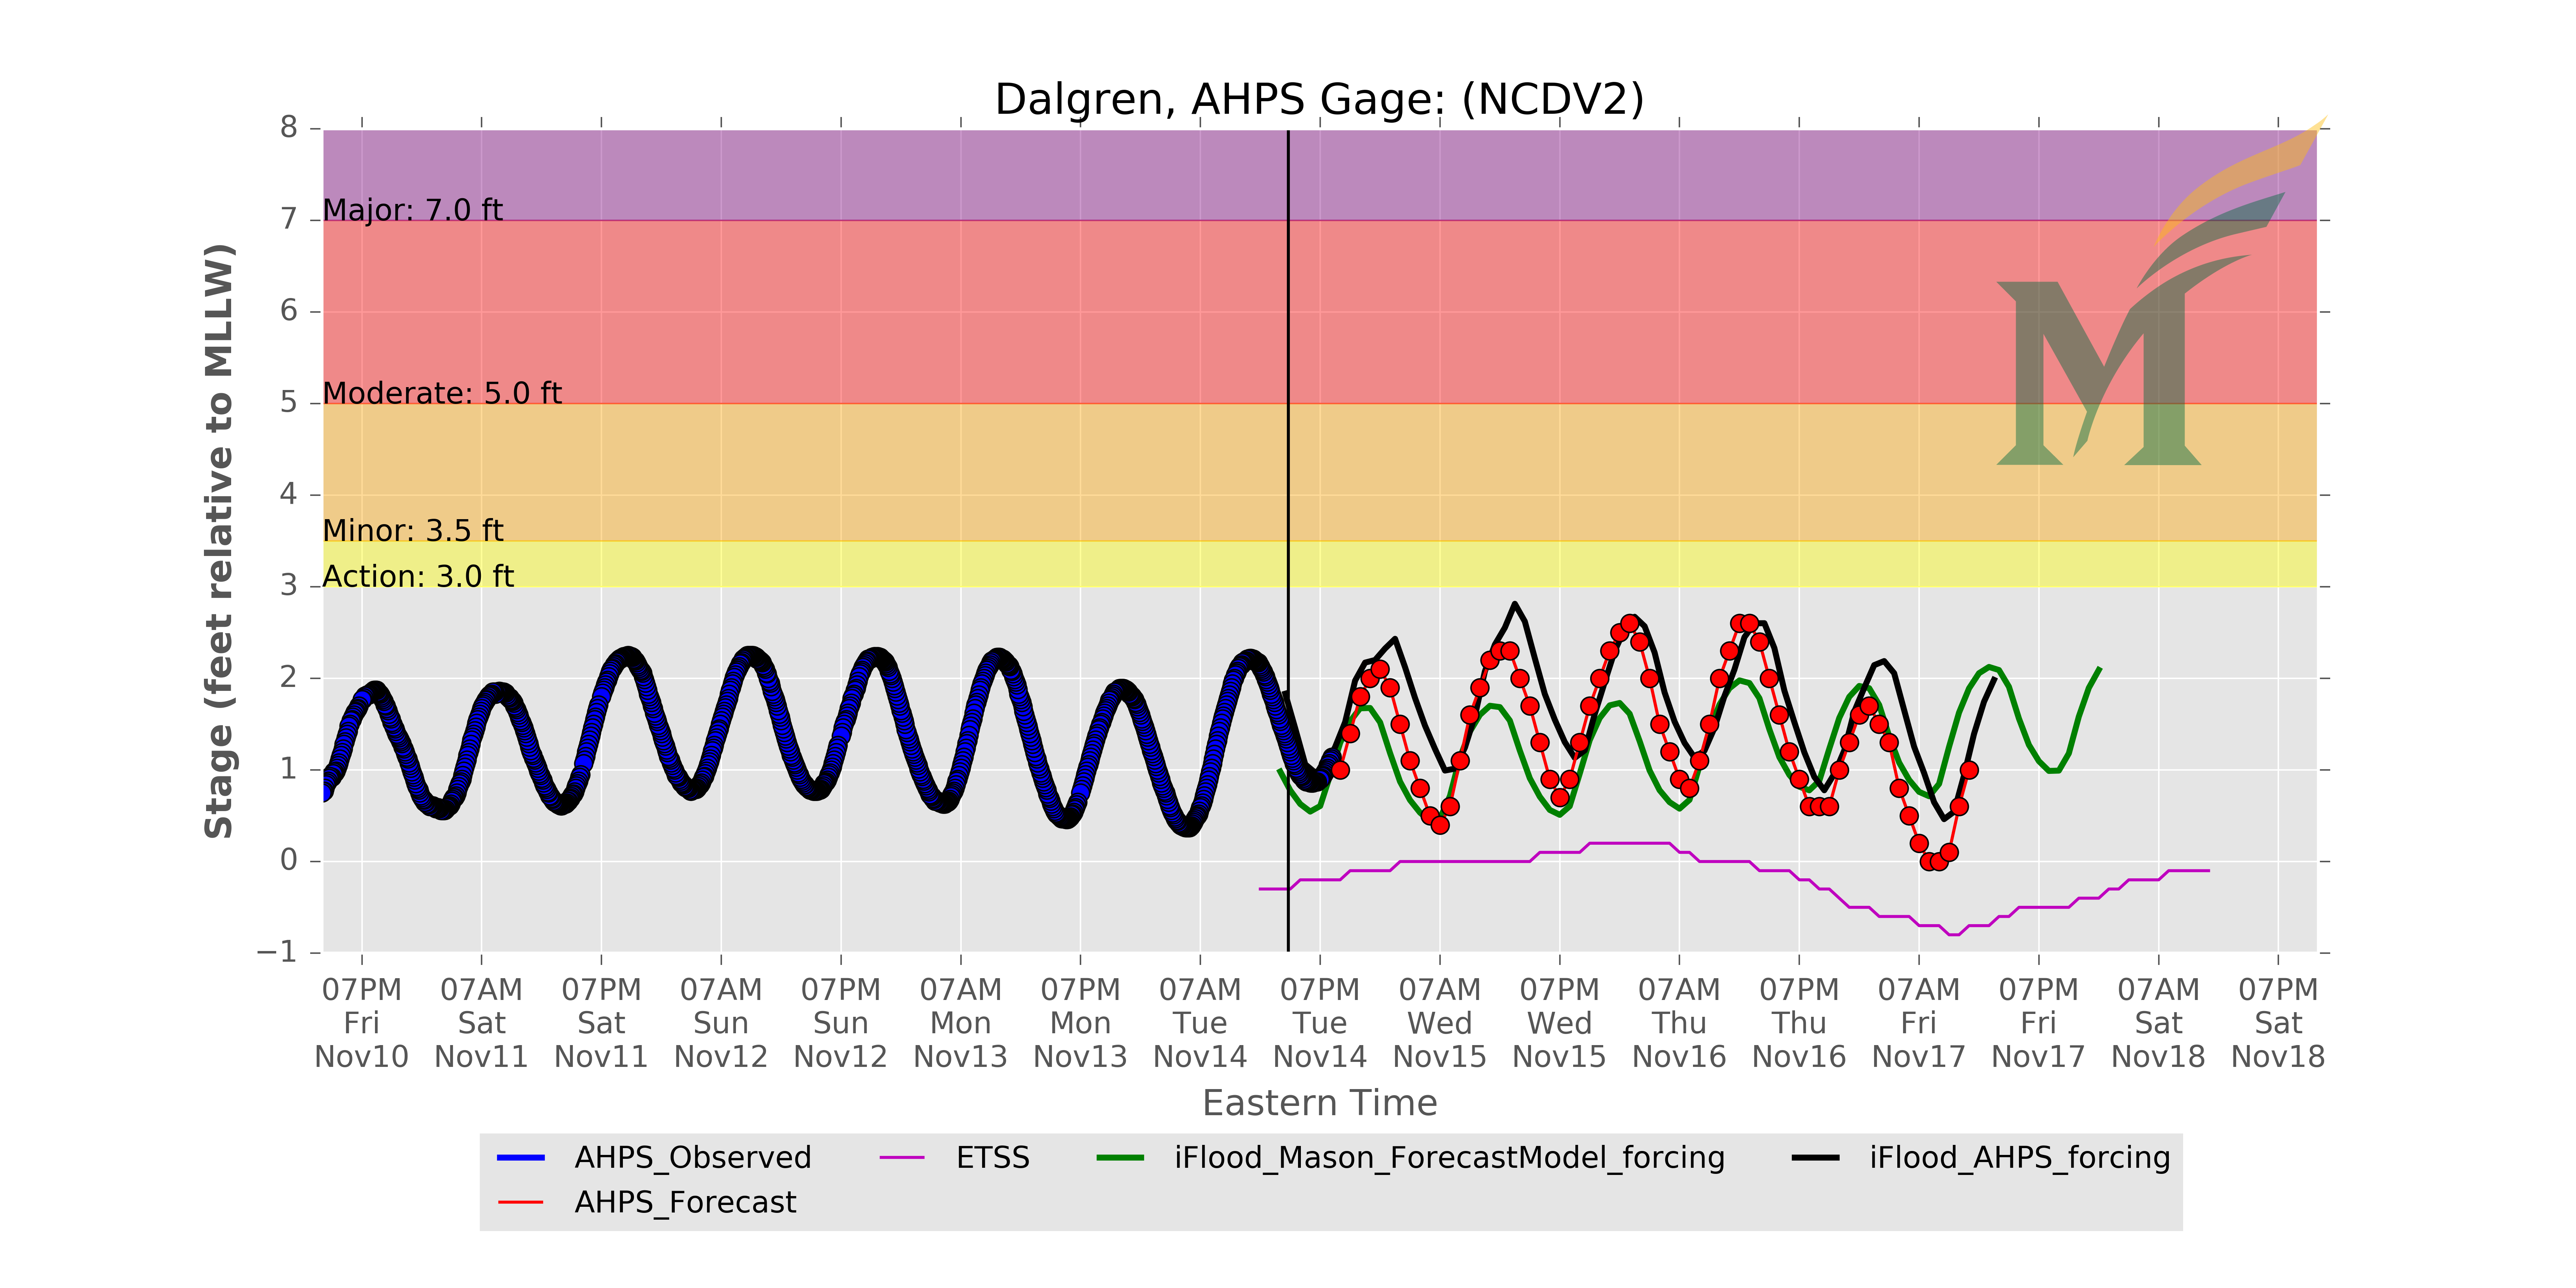 Dalgren, AHPS Gage: (NCDV2)
Stage (feet relative to MLLW)
8
7
6
5
4
3
2
1
0
−1
Major: 7.0 ft
Moderate: 5.0 ft
Minor: 3.5 ft
Action: 3.0 ft
M
07PM 07AM 07PM 07AM 07PM 07AM 07PM 07AM 07PM 07AM 07PM 07AM 07PM 07AM 07PM 07AM 07PM
Fri Sat Sat Sun Sun Mon Mon Tue Tue Wed Wed Thu Thu Fri Fri Sat Sat
Nov10 Nov11 Nov11 Nov12 Nov12 Nov13 Nov13 Nov14 Nov14 Nov15 Nov15 Nov16 Nov16 Nov17 Nov17 Nov18 Nov18
Eastern Time
AHPS_Observed ETSS iFlood_Mason_ForecastModel_forcing iFlood_AHPS_forcing
AHPS_Forecast